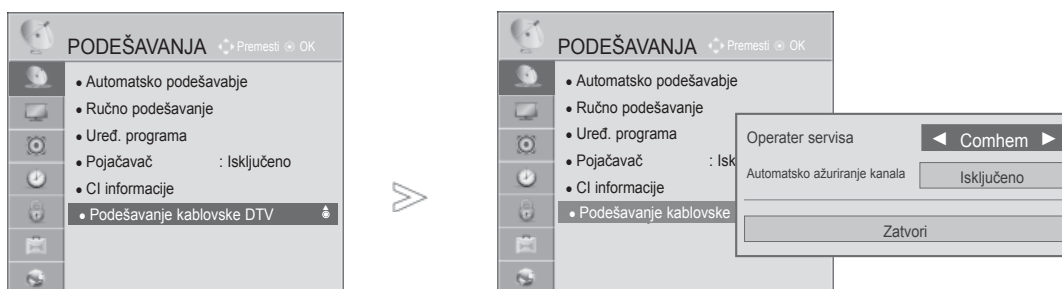 PODEŠAVANJA Premesti OK
• Automatsko podešavabje
• Ručno podešavanje
• Uređ. programa
• Pojačavač : Isključeno
• CI informacije
• Podešavanje kablovske DTV
PODEŠAVANJA Premesti OK
• Automatsko podešavabje
• Ručno podešavanje
• Uređ. programa
• Pojačavač : Isk
• CI informacije
• Podešavanje kablovske
Operater servisa ◄ Comhem ►
Automatsko ažuriranje kanala Isključeno
Zatvori